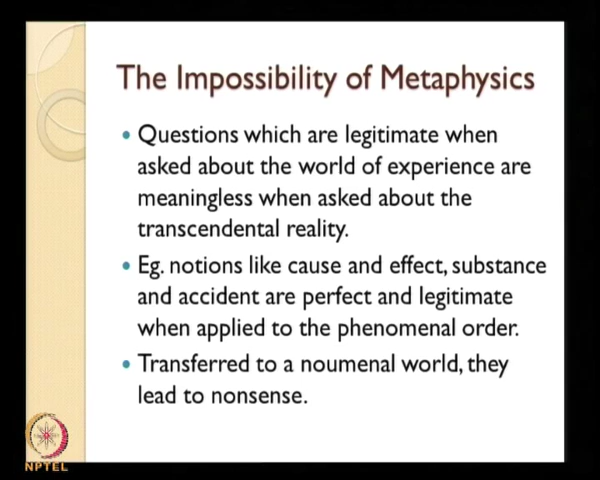 The Impossibility of Metaphysics
Questions which are legitimate when
asked about the world of experience are
meaningless when asked about the
transcendental reality.
Eg. notions like cause and effect, substance
and accident are perfect and legitimate
when applied to the phenomenal order.
Transferred to a noumenal world, they
lead to nonsense.
NPTEL